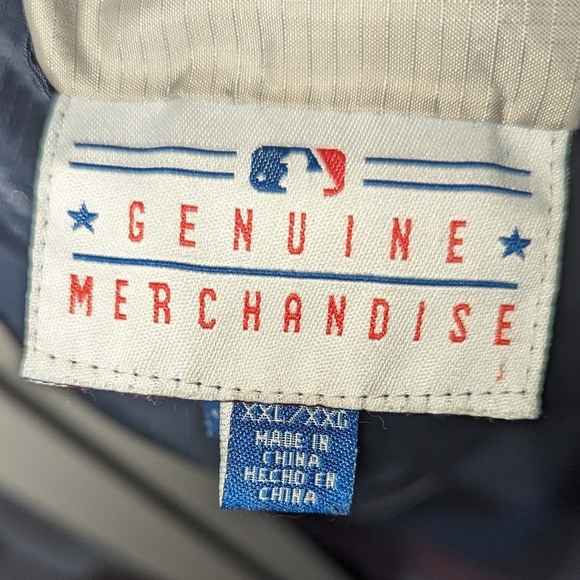 GENUINE
MERCHANDISE
XXL/XXG
MADE IN
CHINA
HECHO EN
CHINA